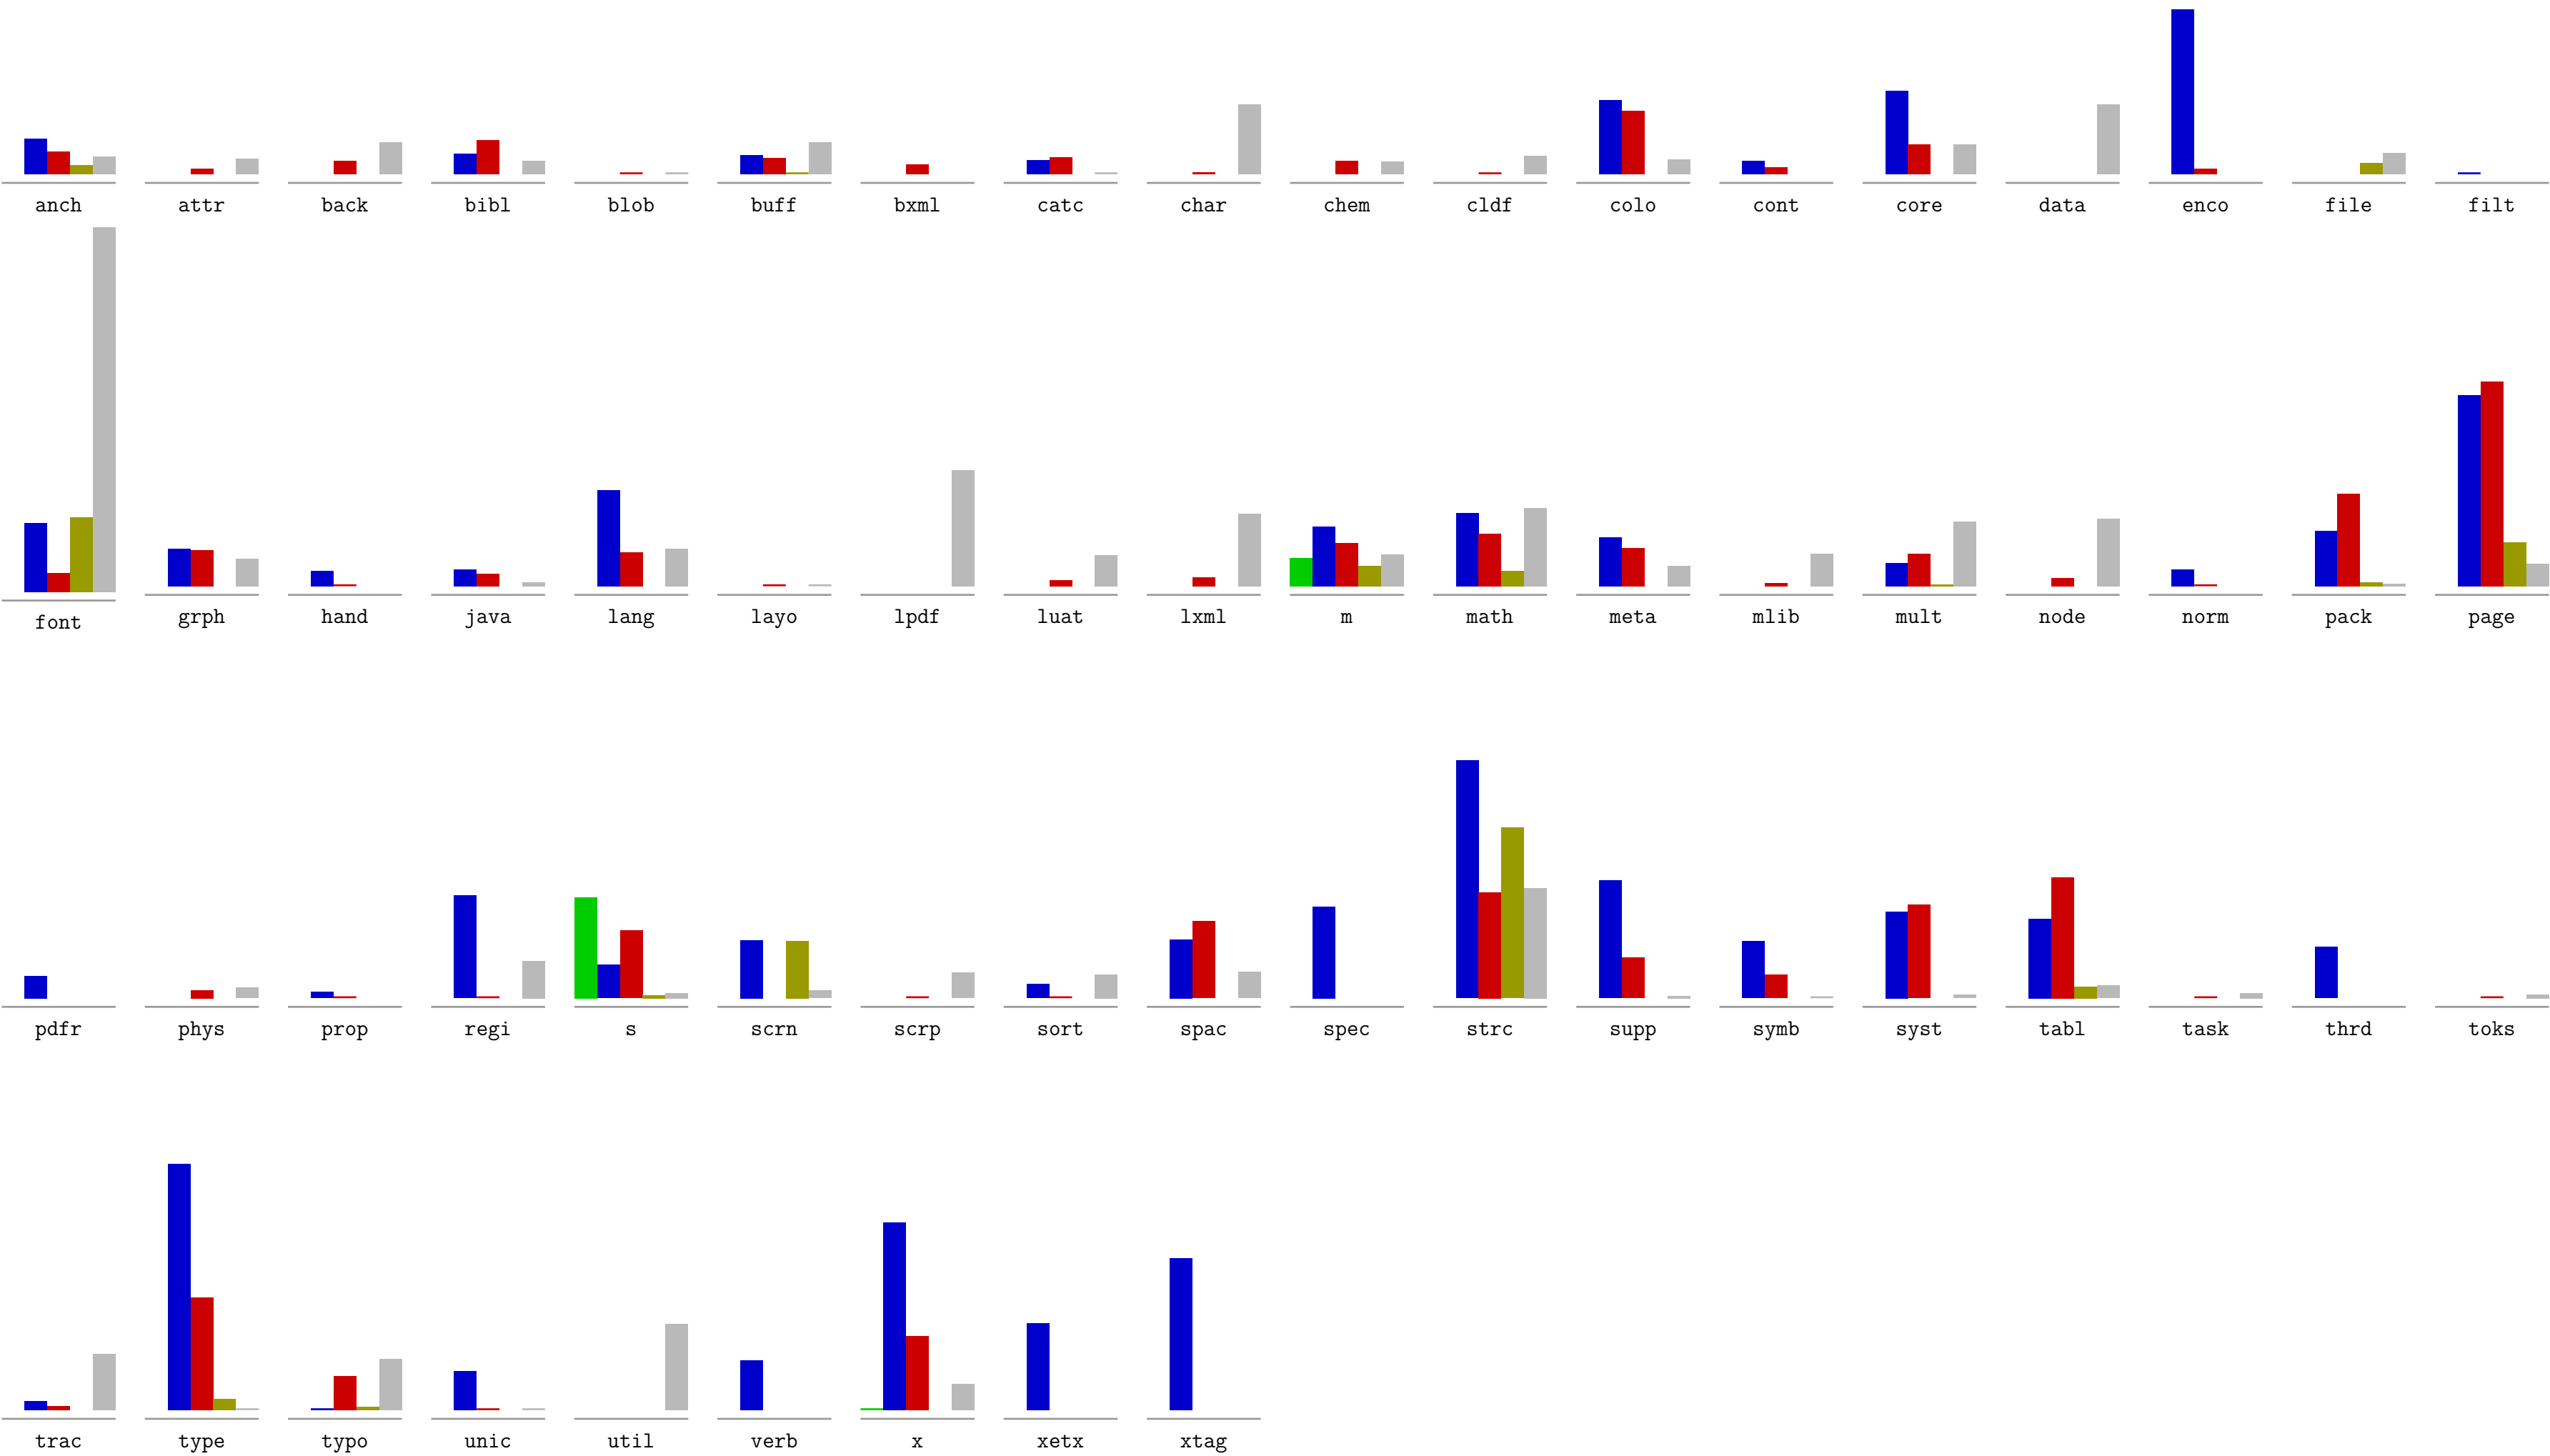 anch attr back bibl blob buff bxml catc char chem cldf colo cont core data enco file filt
font grph hand java lang layo lpdf luat lxml m math meta mlib mult node norm pack page
pdfr phys prop regi s scrn scrp sort spac spec strc supp symb syst tabl task thrd toks
trac type typo unic util verb x xetx xtag